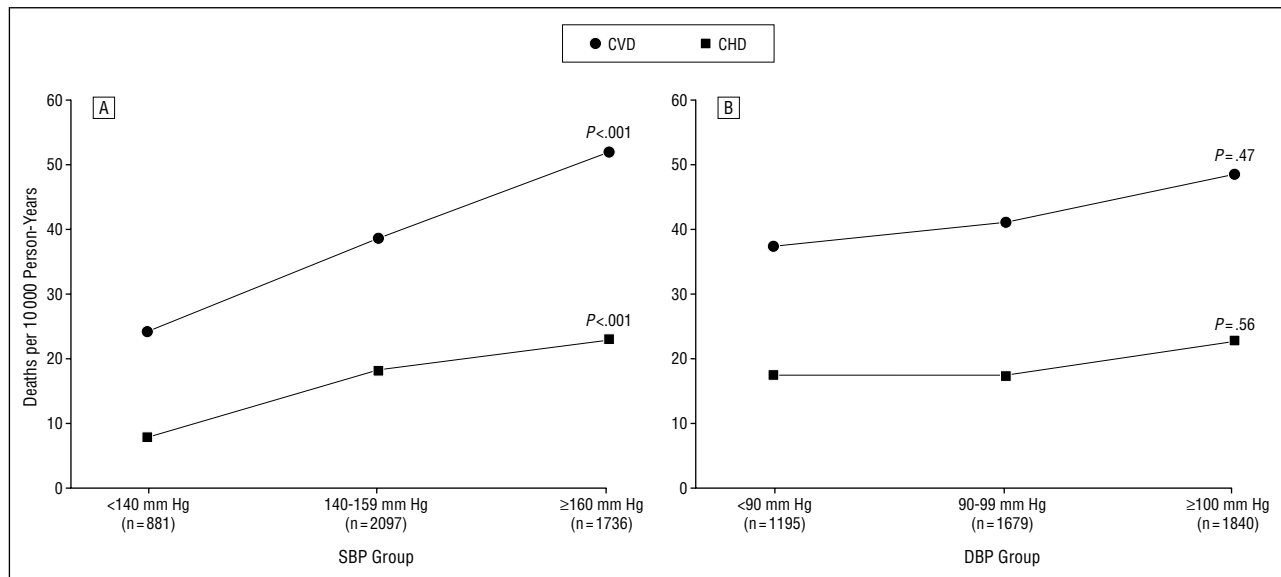 CVD CHD
A
60
50
40
30
20
10
0
Deaths per 10 000 Person-Years
P<.001
P<.001
<140 mm Hg
(n=881)
140-159 mm Hg
(n=2097)
≥160 mm Hg
(n=1736)
SBP Group
B
60
50
40
30
20
10
0
P=.47
P=.56
<90 mm Hg
(n=1195)
90-99 mm Hg
(n=1679)
≥100 mm Hg
(n=1840)
DBP Group